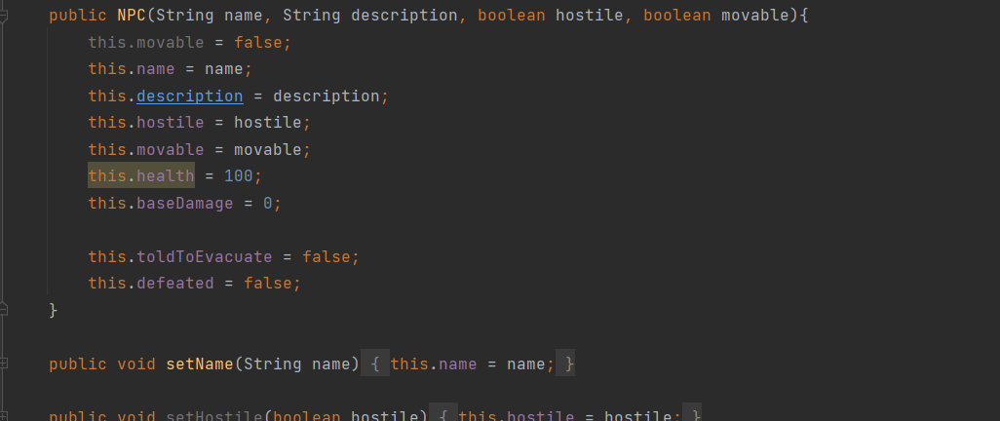 public NPC(String name, String description, boolean hostile, boolean movable){
this.movable = false;
this.name = name;
this.description = description;
this.hostile = hostile;
this.movable = movable;
this.health = 100;
this.baseDamage = 0;
this.toldToEvacuate = false;
this.defeated = false;
}
public void setName(String name) { this.name = name; }
public void setHostile(boolean hostile) { this.hostile = hostile; }